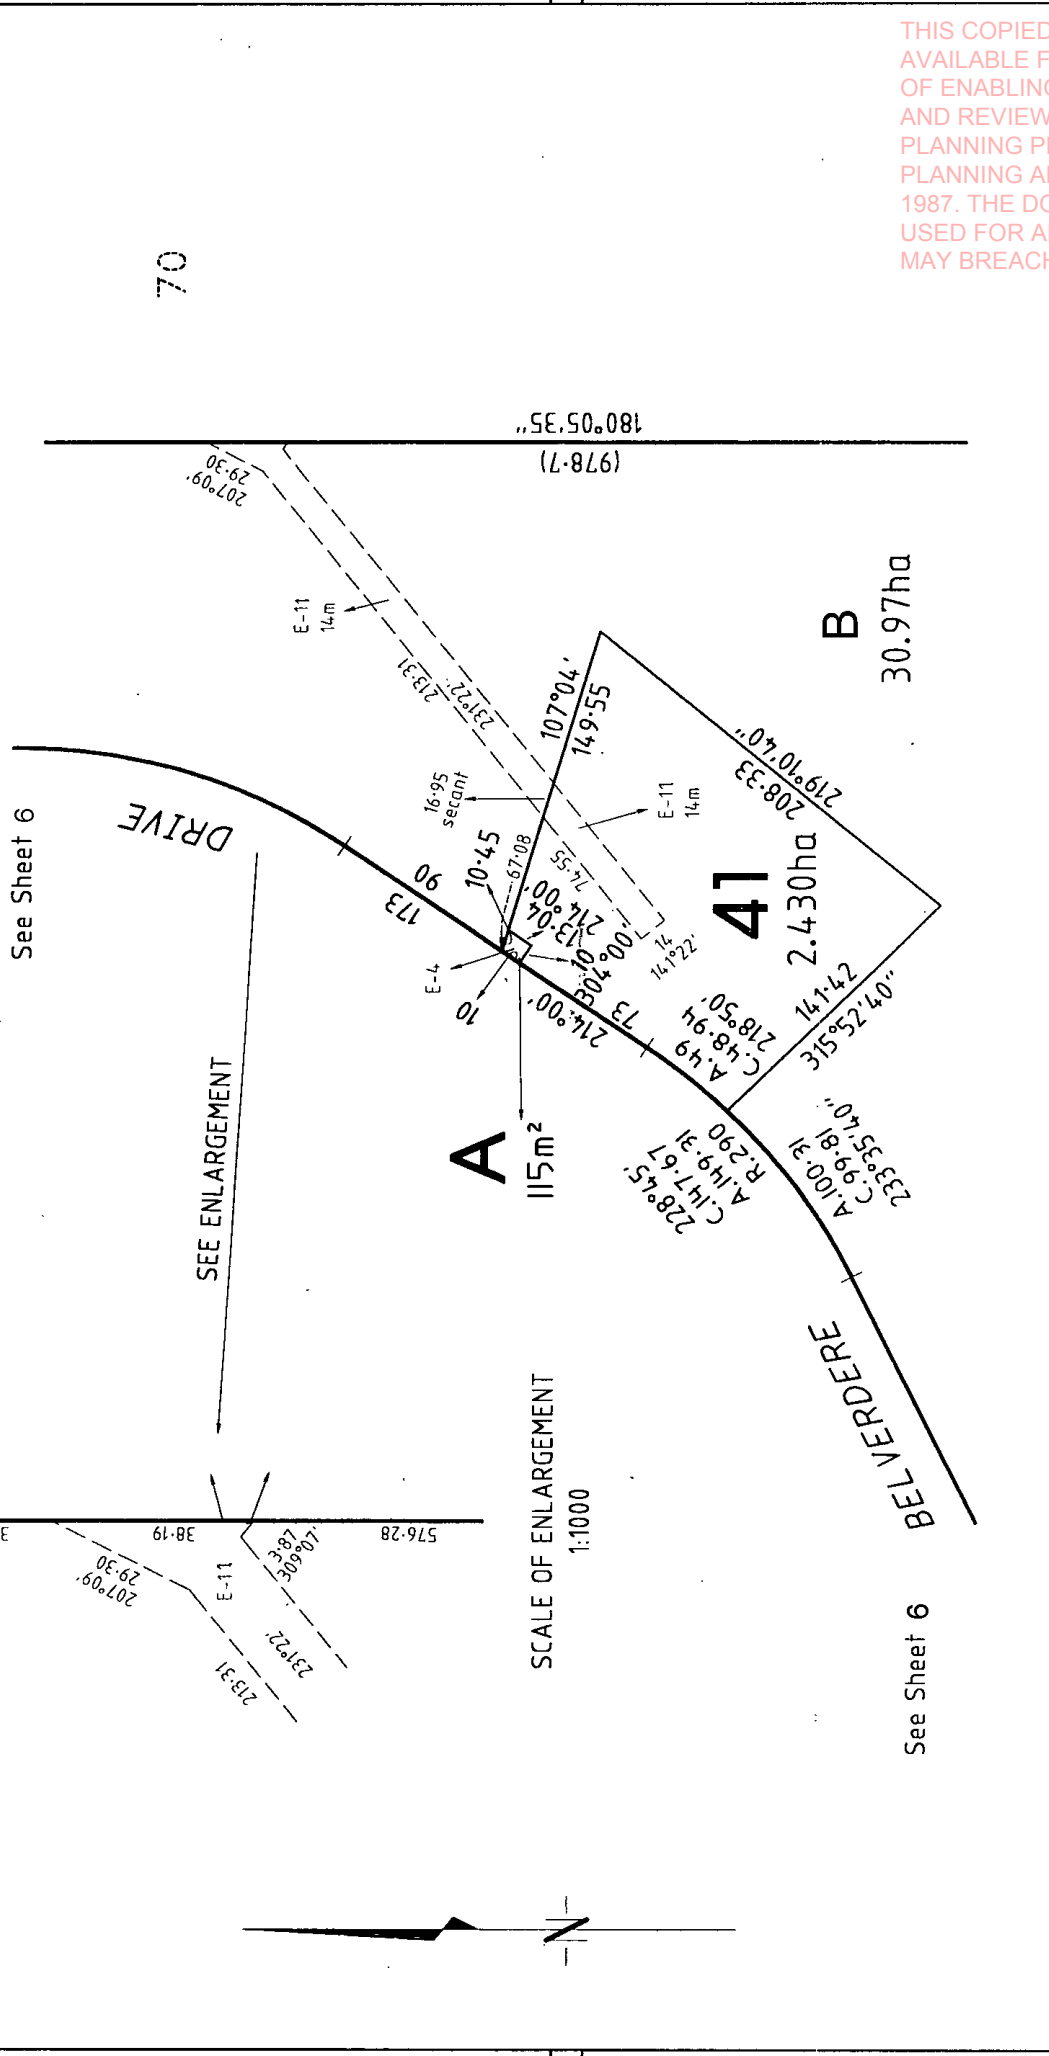 THIS COPIED
AVAILABLE F
OF ENABLING
AND REVIEW
PLANNING P
PLANNING A
1987. THE DO
USED FOR A
MAY BREACH
70
180°05'35"
(978·7)
207°09'
29·30
E-11
14m
213·31
231°22'
See Sheet 6
DRIVE
173
90
16·95
secant
10·45
67·08
107°04'
149·55
B
30.97ha
E-11
14m
74·55
13·04
214°00'
E-4
10
10
304°00'
14
141°22'
41
2.430ha
208·33
219°10'40"
214°00'
73
A.49
C.48·94
218°50'
141·42
315°52'40"
SEE ENLARGEMENT
A
115m²
228°45'
C.147·67
A.149·31
R.290
A.100·31
C.99·81
233°35'40"
BELVERDERE
See Sheet 6
38·19
576·28
207°09'
29·30
E-11
3·87
309°07'
231°22'
213·31
SCALE OF ENLARGEMENT
1:1000